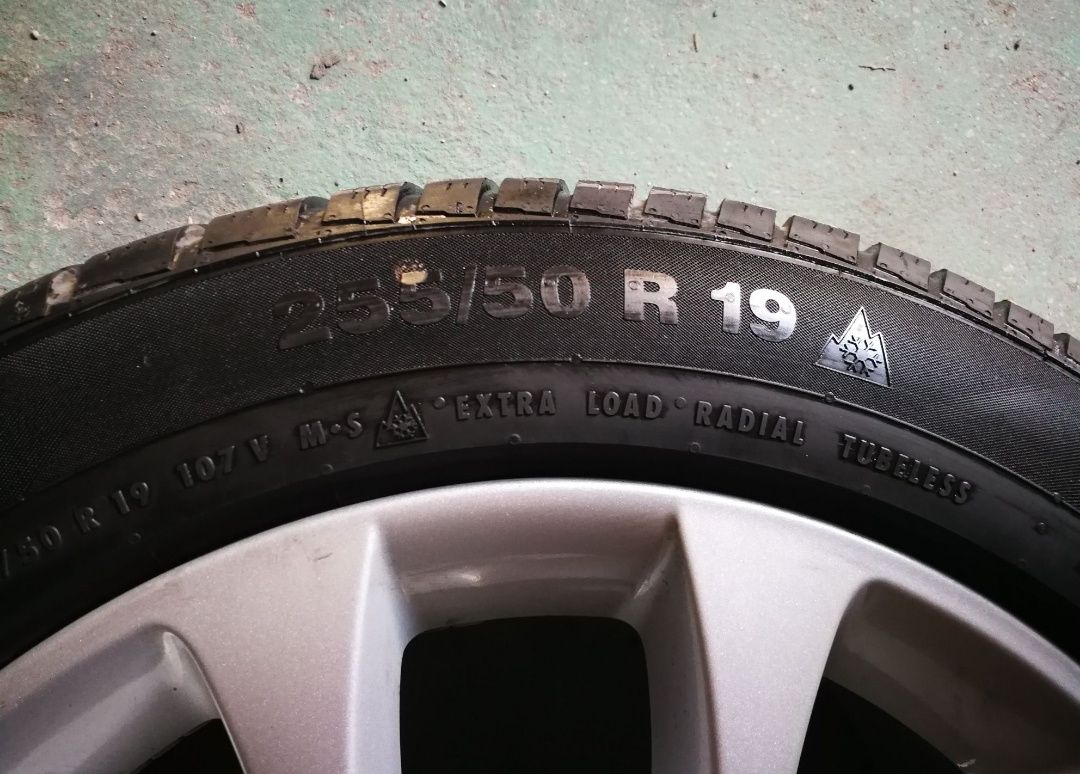 255/50 R 19
/50 R 19 107 V M•S EXTRA LOAD RADIAL TUBELESS